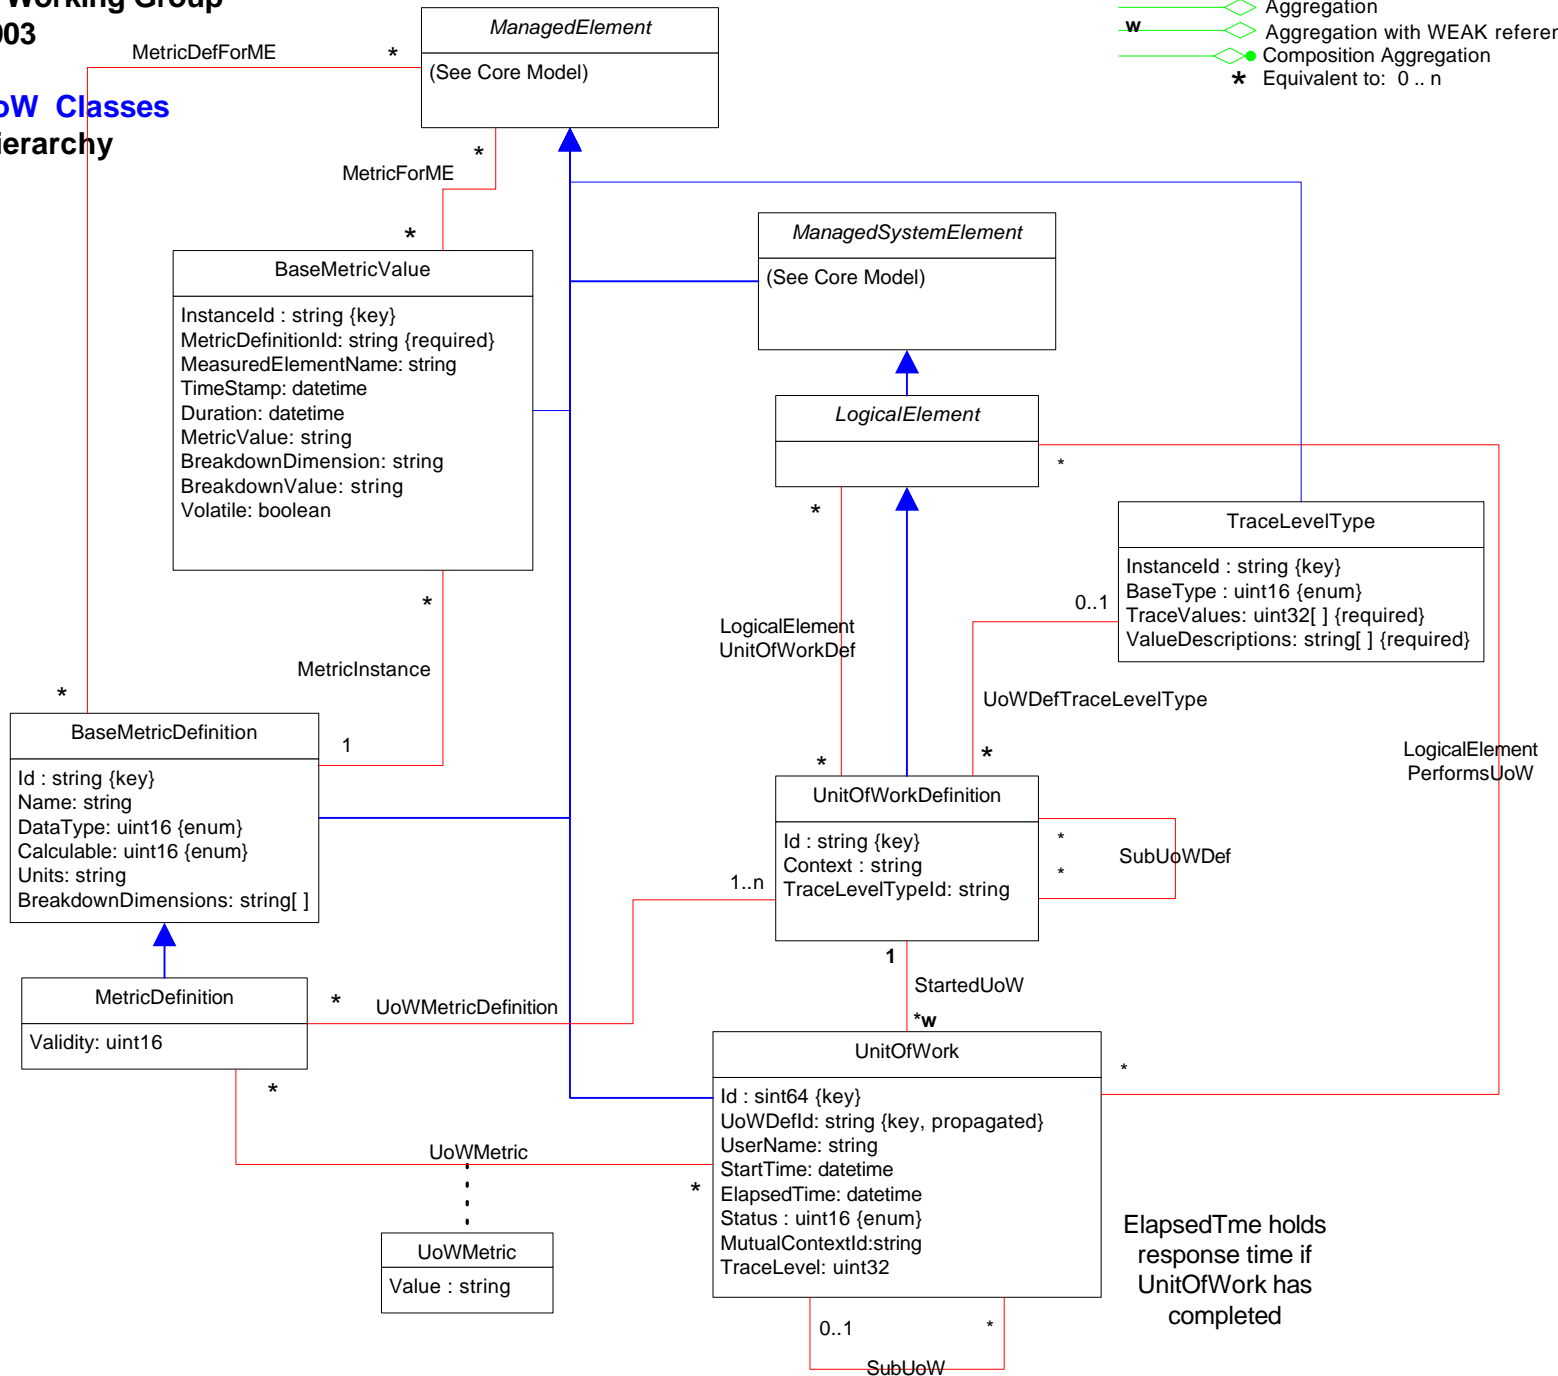 Working Group
Aggregation
w
Aggregation with WEAK
Composition Aggregation
* Equivalent to: 0 .. n
Classes
ManagedElement
(See Core Model)
MetricDefForME
*
*
MetricForME
*
ManagedSystemElement
(See Core Model)
BaseMetricValue
InstanceId : string {key}
MetricDefinitionId: string {required}
MeasuredElementName: string
TimeStamp: datetime
Duration: datetime
MetricValue: string
BreakdownDimension: string
BreakdownValue: string
Volatile: boolean
LogicalElement
*
*
TraceLevelType
InstanceId : string {key}
BaseType : uint16 {enum}
TraceValues: uint32[ ] {required}
ValueDescriptions: string[ ] {required}
0..1
*
LogicalElement
UnitOfWorkDef
MetricInstance
*
UoWDefTraceLevelType
*
*
LogicalElement
PerformsUoW
BaseMetricDefinition
Id : string {key}
Name: string
DataType: uint16 {enum}
Calculable: uint16 {enum}
Units: string
BreakdownDimensions: string[ ]
1
UnitOfWorkDefinition
Id : string {key}
Context : string
TraceLevelTypeId: string
*
SubUoWDef
*
1..n
1
StartedUoW
*w
MetricDefinition
Validity: uint16
*
UoWMetricDefinition
*
UnitOfWork
Id : sint64 {key}
UoWDefId: string {key, propagated}
UserName: string
StartTime: datetime
ElapsedTime: datetime
Status : uint16 {enum}
MutualContextId:string
TraceLevel: uint32
*
UoWMetric
*
UoWMetric
Value : string
ElapsedTme holds
response time if
UnitOfWork has
completed
0..1
*
SubUoW